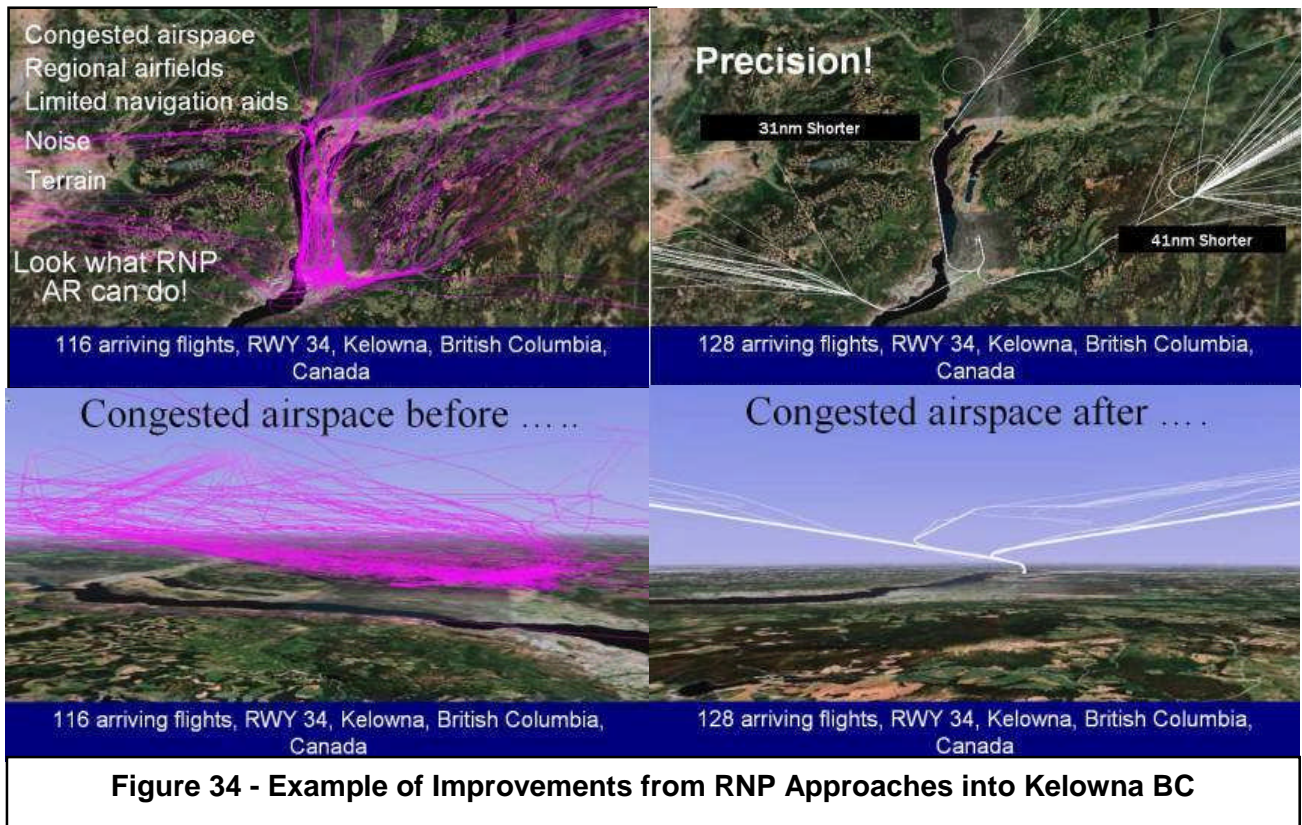 Congested airspace
Regional airfields
Limited navigation aids
Noise
Terrain
Look what RNP
AR can do!
116 arriving flights, RWY 34, Kelowna, British Columbia,
Canada
Precision!
31nm Shorter
41nm Shorter
128 arriving flights, RWY 34, Kelowna, British Columbia,
Canada
Congested airspace before …..
116 arriving flights, RWY 34, Kelowna, British Columbia,
Canada
Congested airspace after ….
128 arriving flights, RWY 34, Kelowna, British Columbia,
Canada
Figure 34 - Example of Improvements from RNP Approaches into Kelowna BC